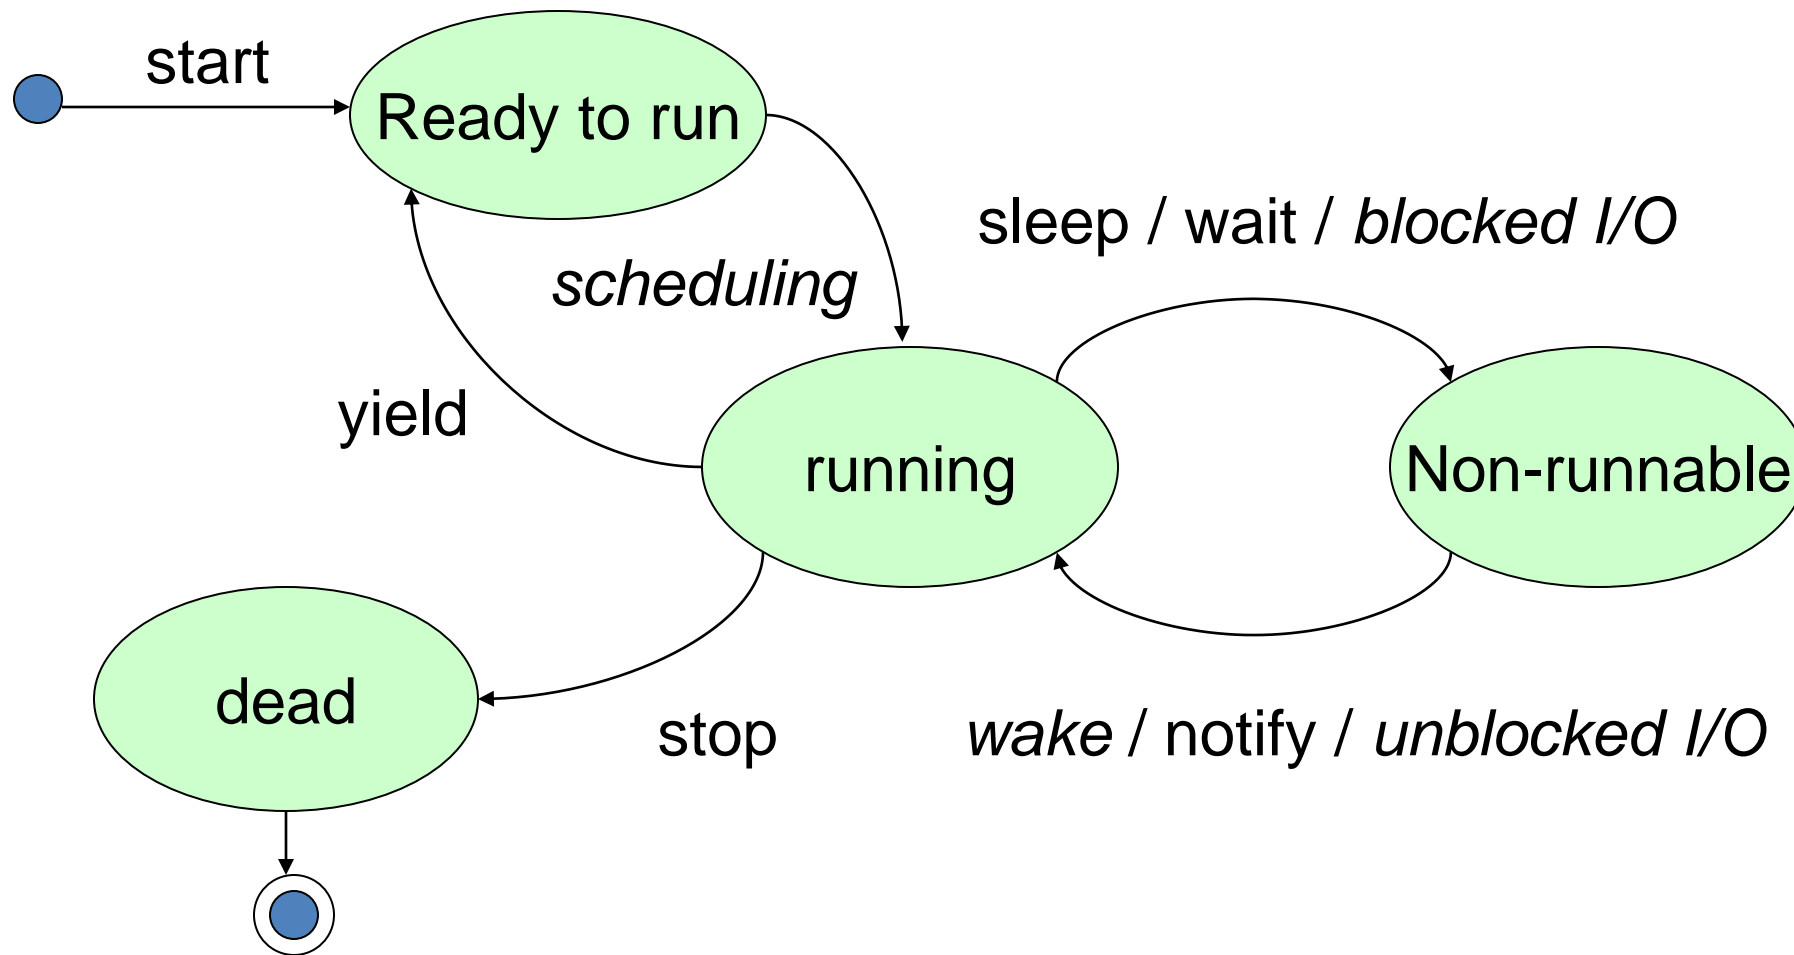 start
Ready to run
sleep / wait / blocked I/O
scheduling
yield
running
Non-runnable
dead
stop
wake / notify / unblocked I/O